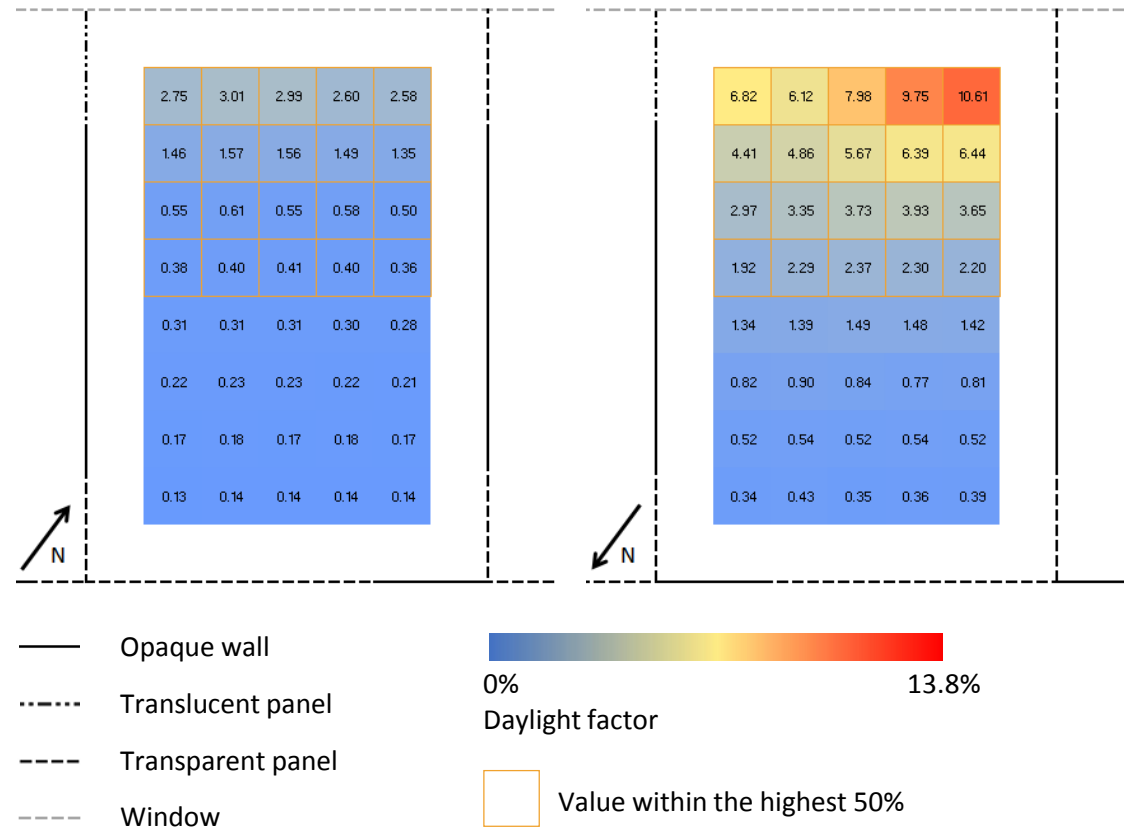 2.75 3.01 2.99 2.60 2.58
1.46 1.57 1.56 1.49 1.35
0.55 0.61 0.55 0.58 0.50
0.38 0.40 0.41 0.40 0.36
0.31 0.31 0.31 0.30 0.28
0.22 0.23 0.23 0.22 0.21
0.17 0.18 0.17 0.18 0.17
0.13 0.14 0.14 0.14 0.14
N
6.82 6.12 7.98 9.75 10.61
4.41 4.86 5.67 6.39 6.44
2.97 3.35 3.73 3.93 3.65
1.92 2.29 2.37 2.30 2.20
1.34 1.39 1.49 1.48 1.42
0.82 0.90 0.84 0.77 0.81
0.52 0.54 0.52 0.54 0.52
0.34 0.43 0.35 0.36 0.39
N
Opaque wall
Translucent panel
Transparent panel
Window
0% 13.8%
Daylight factor
Value within the highest 50%